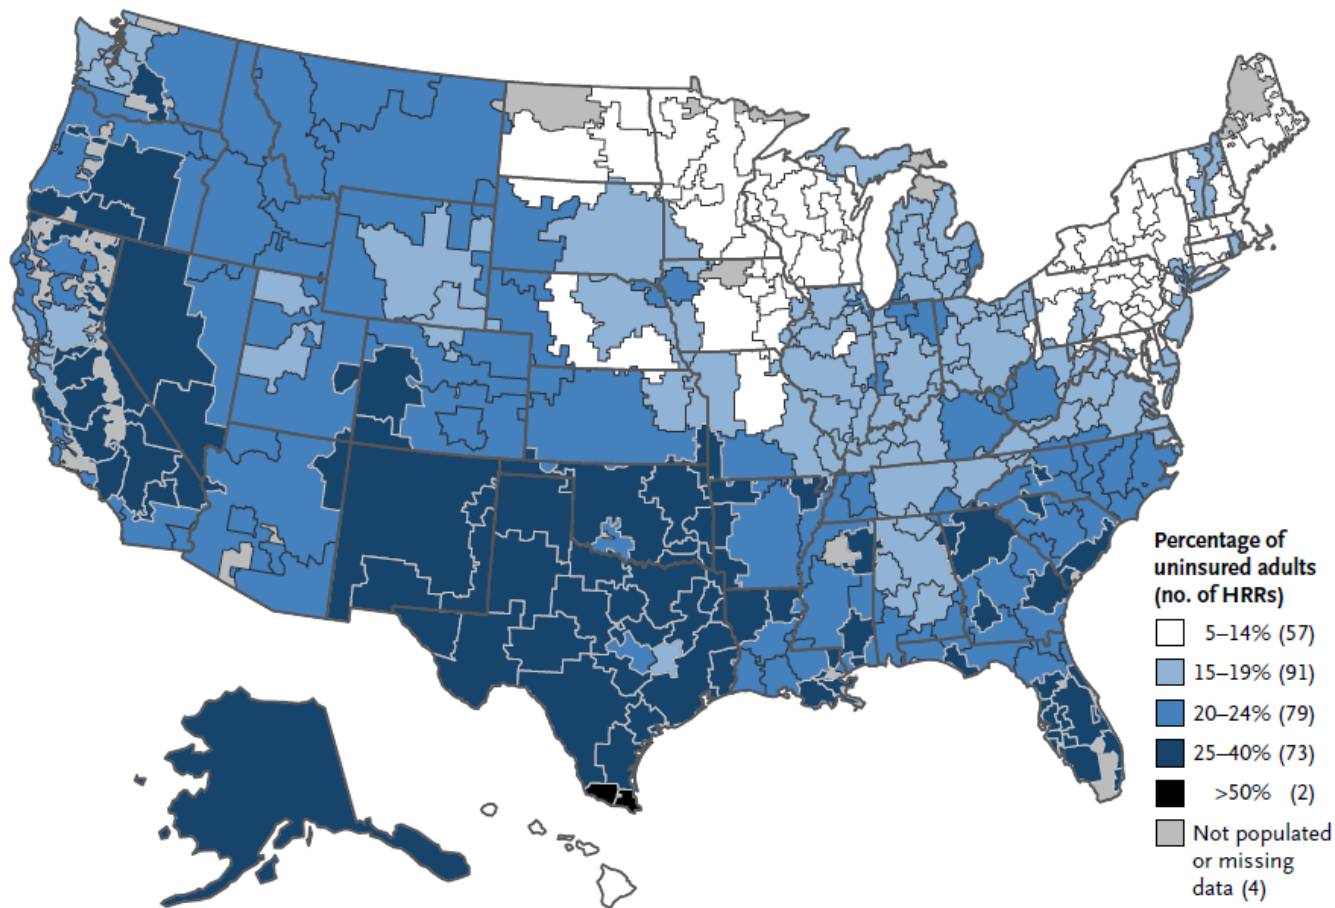 Percentage of
uninsured adults
(no. of HRRs)
5–14% (57)
15–19% (91)
20–24% (79)
25–40% (73)
>50% (2)
Not populated
or missing
data (4)